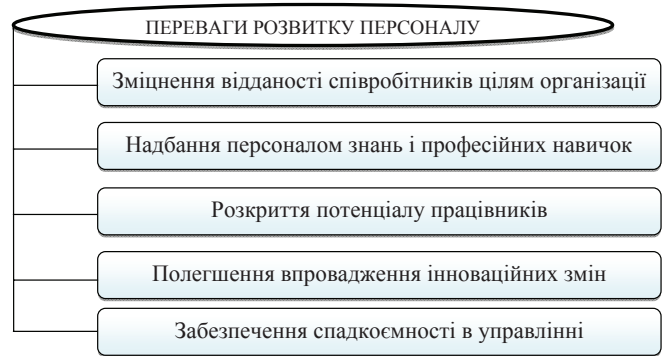 ПЕРЕВАГИ РОЗВИТКУ ПЕРСОНАЛУ
Зміцнення відданості співробітників цілям організації
Надбання персоналом знань і професійних навичок
Розкриття потенціалу працівників
Полегшення впровадження інноваційних змін
Забезпечення спадкоємності в управлінні